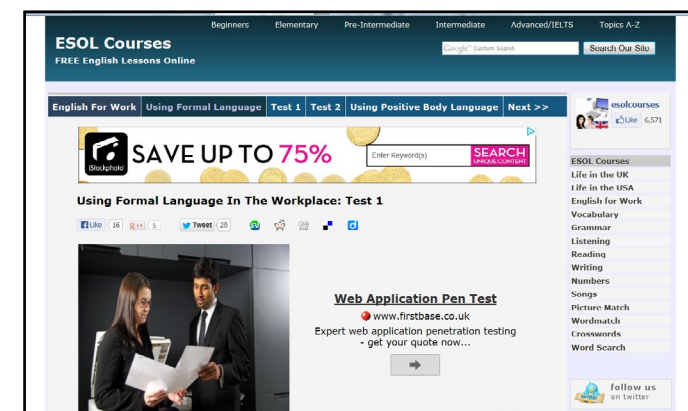 Beginners Elementary Pre-Intermediate Intermediate Advanced/IELTS Topics A-Z
ESOL Courses
FREE English Lessons Online
Google™ Custom Search
Search Our Site
English For Work Using Formal Language Test 1 Test 2 Using Positive Body Language Next >>
esolcourses
Like 6,571
iStockphoto
SAVE UP TO 75%
Enter Keyword(s)
SEARCH
UNIQUE CONTENT
Using Formal Language In The Workplace: Test 1
Like 16 g+1 5 Tweet 25
Web Application Pen Test
www.firstbase.co.uk
Expert web application penetration testing
- get your quote now...
ESOL Courses
Life in the UK
Life in the USA
English for Work
Vocabulary
Grammar
Listening
Reading
Writing
Numbers
Songs
Picture Match
Wordmatch
Crosswords
Word Search
follow us
on twitter
twitter